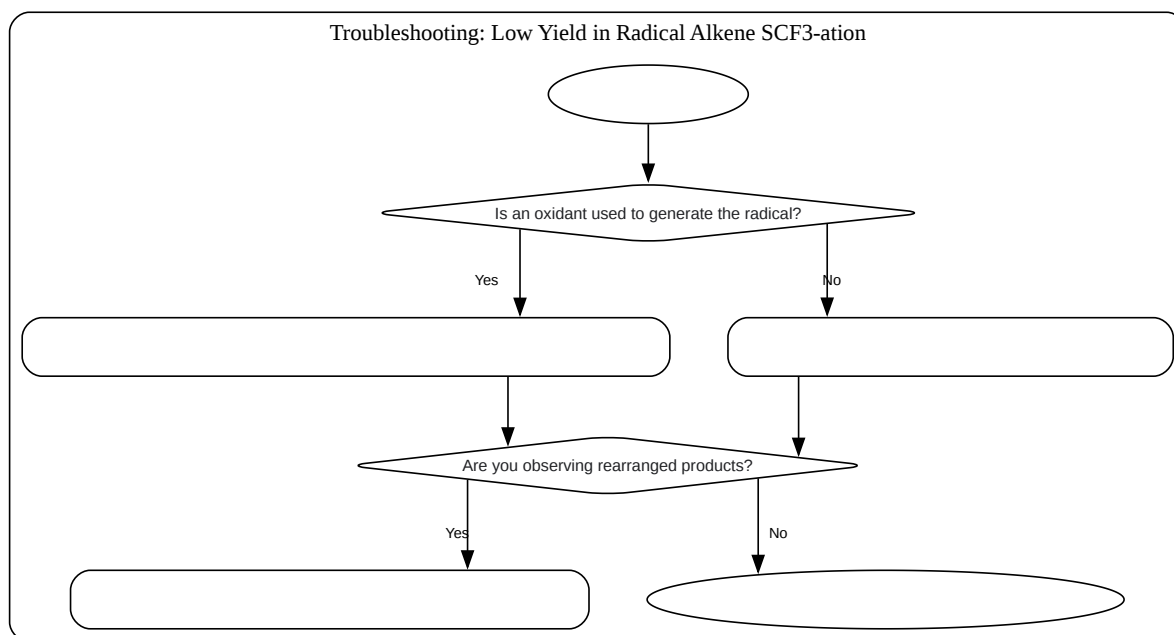 Troubleshooting: Low Yield in Radical Alkene SCF3-ation
Is an oxidant used to generate the radical?
Yes
No
Are you observing rearranged products?
Yes
No